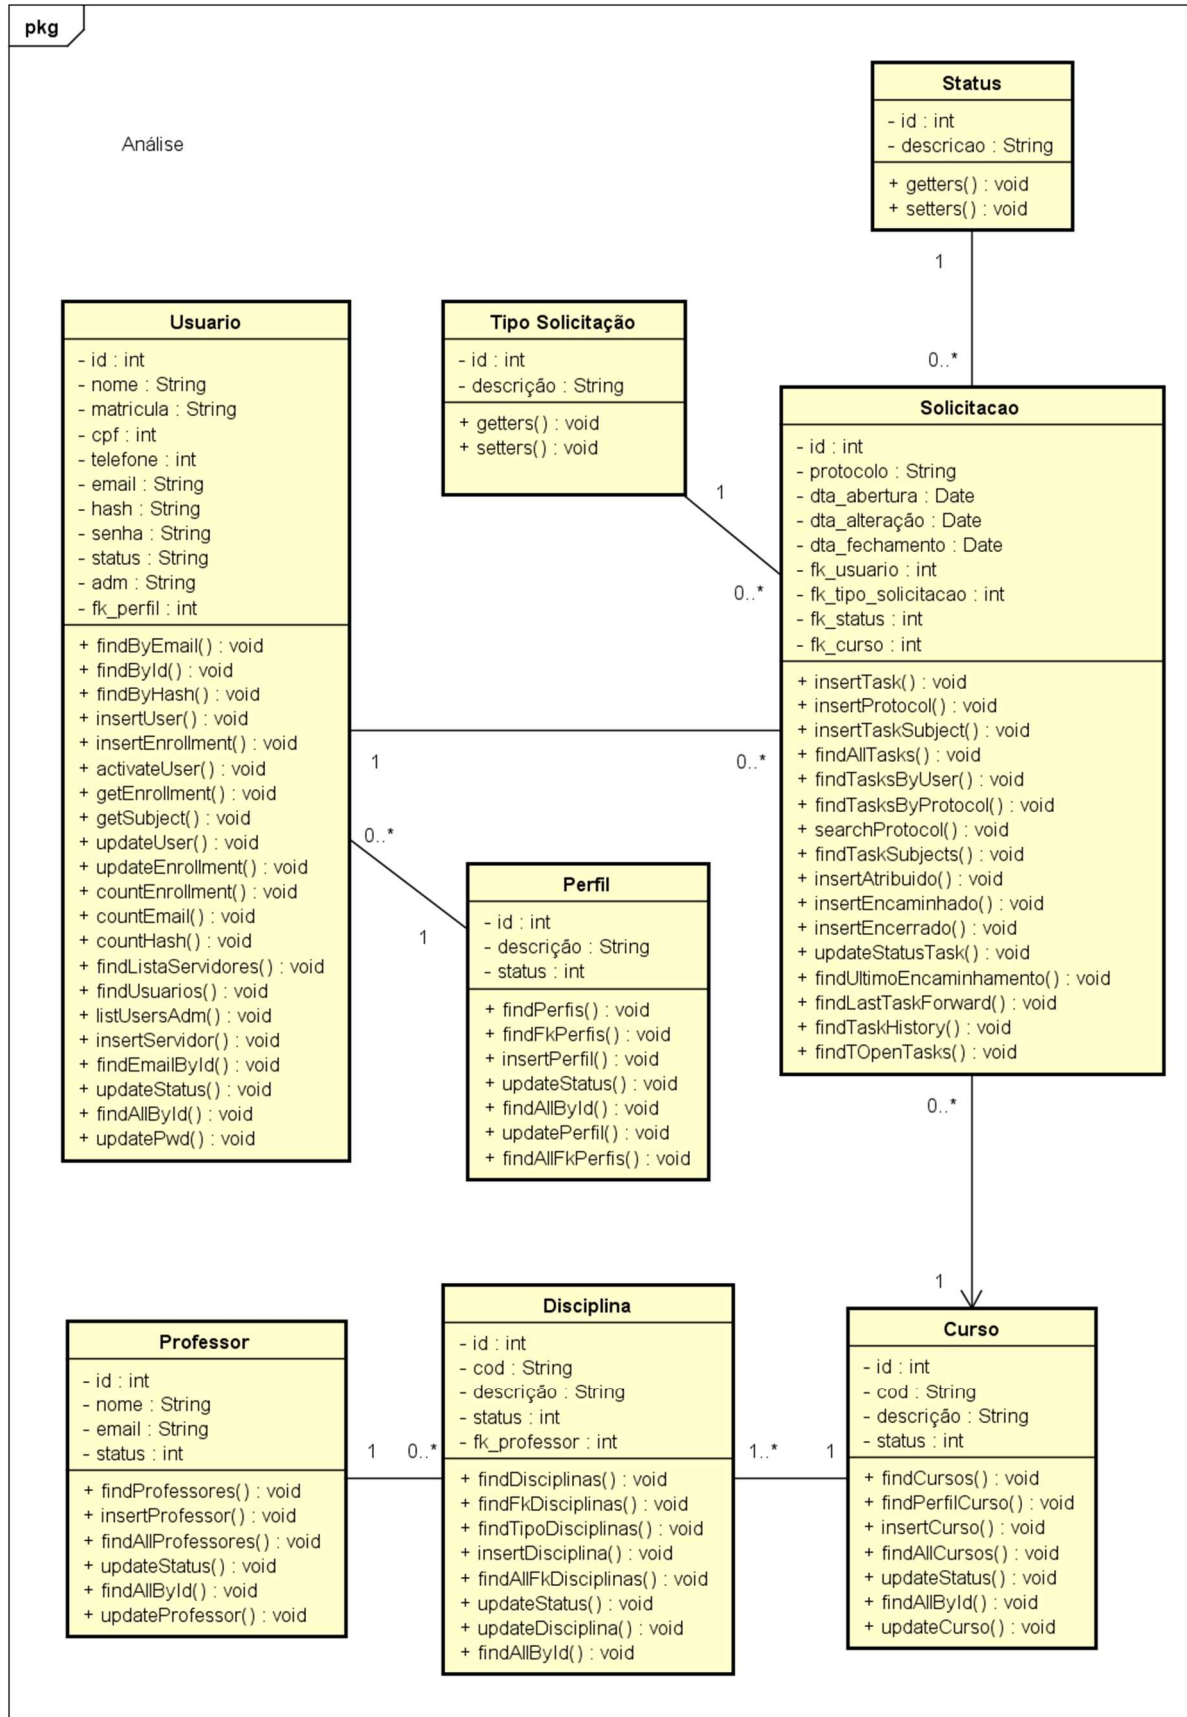 pkg
Análise
Status
- id : int
- descricao : String
+ getters() : void
+ setters() : void
1
0..*
Usuario
- id : int
- nome : String
- matricula : String
- cpf : int
- telefone : int
- email : String
- hash : String
- senha : String
- status : String
- adm : String
- fk_perfil : int
+ findByEmail() : void
+ findById() : void
+ findByHash() : void
+ insertUser() : void
+ insertEnrollment() : void
+ activateUser() : void
+ getEnrollment() : void
+ getSubject() : void
+ updateUser() : void
+ updateEnrollment() : void
+ countEnrollment() : void
+ countEmail() : void
+ countHash() : void
+ findListaServidores() : void
+ findUsuarios() : void
+ listUsersAdm() : void
+ insertServidor() : void
+ findEmailById() : void
+ updateStatus() : void
+ findAllById() : void
+ updatePwd() : void
Tipo Solicitação
- id : int
- descrição : String
+ getters() : void
+ setters() : void
1
0..*
Solicitacao
- id : int
- protocolo : String
- dta_abertura : Date
- dta_alteração : Date
- dta_fechamento : Date
- fk_usuario : int
- fk_tipo_solicitacao : int
- fk_status : int
- fk_curso : int
+ insertTask() : void
+ insertProtocol() : void
+ insertTaskSubject() : void
+ findAllTasks() : void
+ findTasksByUser() : void
+ findTasksByProtocol() : void
+ searchProtocol() : void
+ findTaskSubjects() : void
+ insertAtribuido() : void
+ insertEncaminhado() : void
+ insertEncerrado() : void
+ updateStatusTask() : void
+ findUltimoEncaminhamento() : void
+ findLastTaskForward() : void
+ findTaskHistory() : void
+ findTOpenTasks() : void
1
0..*
0..*
1
Perfil
- id : int
- descrição : String
- status : int
+ findPerfis() : void
+ findFkPerfis() : void
+ insertPerfil() : void
+ updateStatus() : void
+ findAllById() : void
+ updatePerfil() : void
+ findAllFkPerfis() : void
0..*
1
Professor
- id : int
- nome : String
- email : String
- status : int
+ findProfessores() : void
+ insertProfessor() : void
+ findAllProfessores() : void
+ updateStatus() : void
+ findAllById() : void
+ updateProfessor() : void
1
0..*
Disciplina
- id : int
- cod : String
- descrição : String
- status : int
- fk_professor : int
+ findDisciplinas() : void
+ findFkDisciplinas() : void
+ findTipoDisciplinas() : void
+ insertDisciplina() : void
+ findAllFkDisciplinas() : void
+ updateStatus() : void
+ updateDisciplina() : void
+ findAllById() : void
1..*
1
Curso
- id : int
- cod : String
- descrição : String
- status : int
+ findCursos() : void
+ findPerfilCurso() : void
+ insertCurso() : void
+ findAllCursos() : void
+ updateStatus() : void
+ findAllById() : void
+ updateCurso() : void